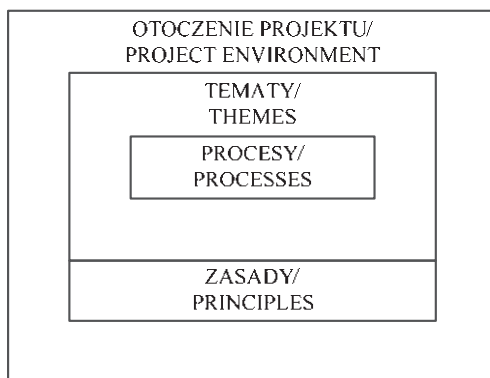 OTOCZENIE PROJEKTU/
PROJECT ENVIRONMENT
TEMATY/
THEMES
PROCESY/
PROCESSES
ZASADY/
PRINCIPLES